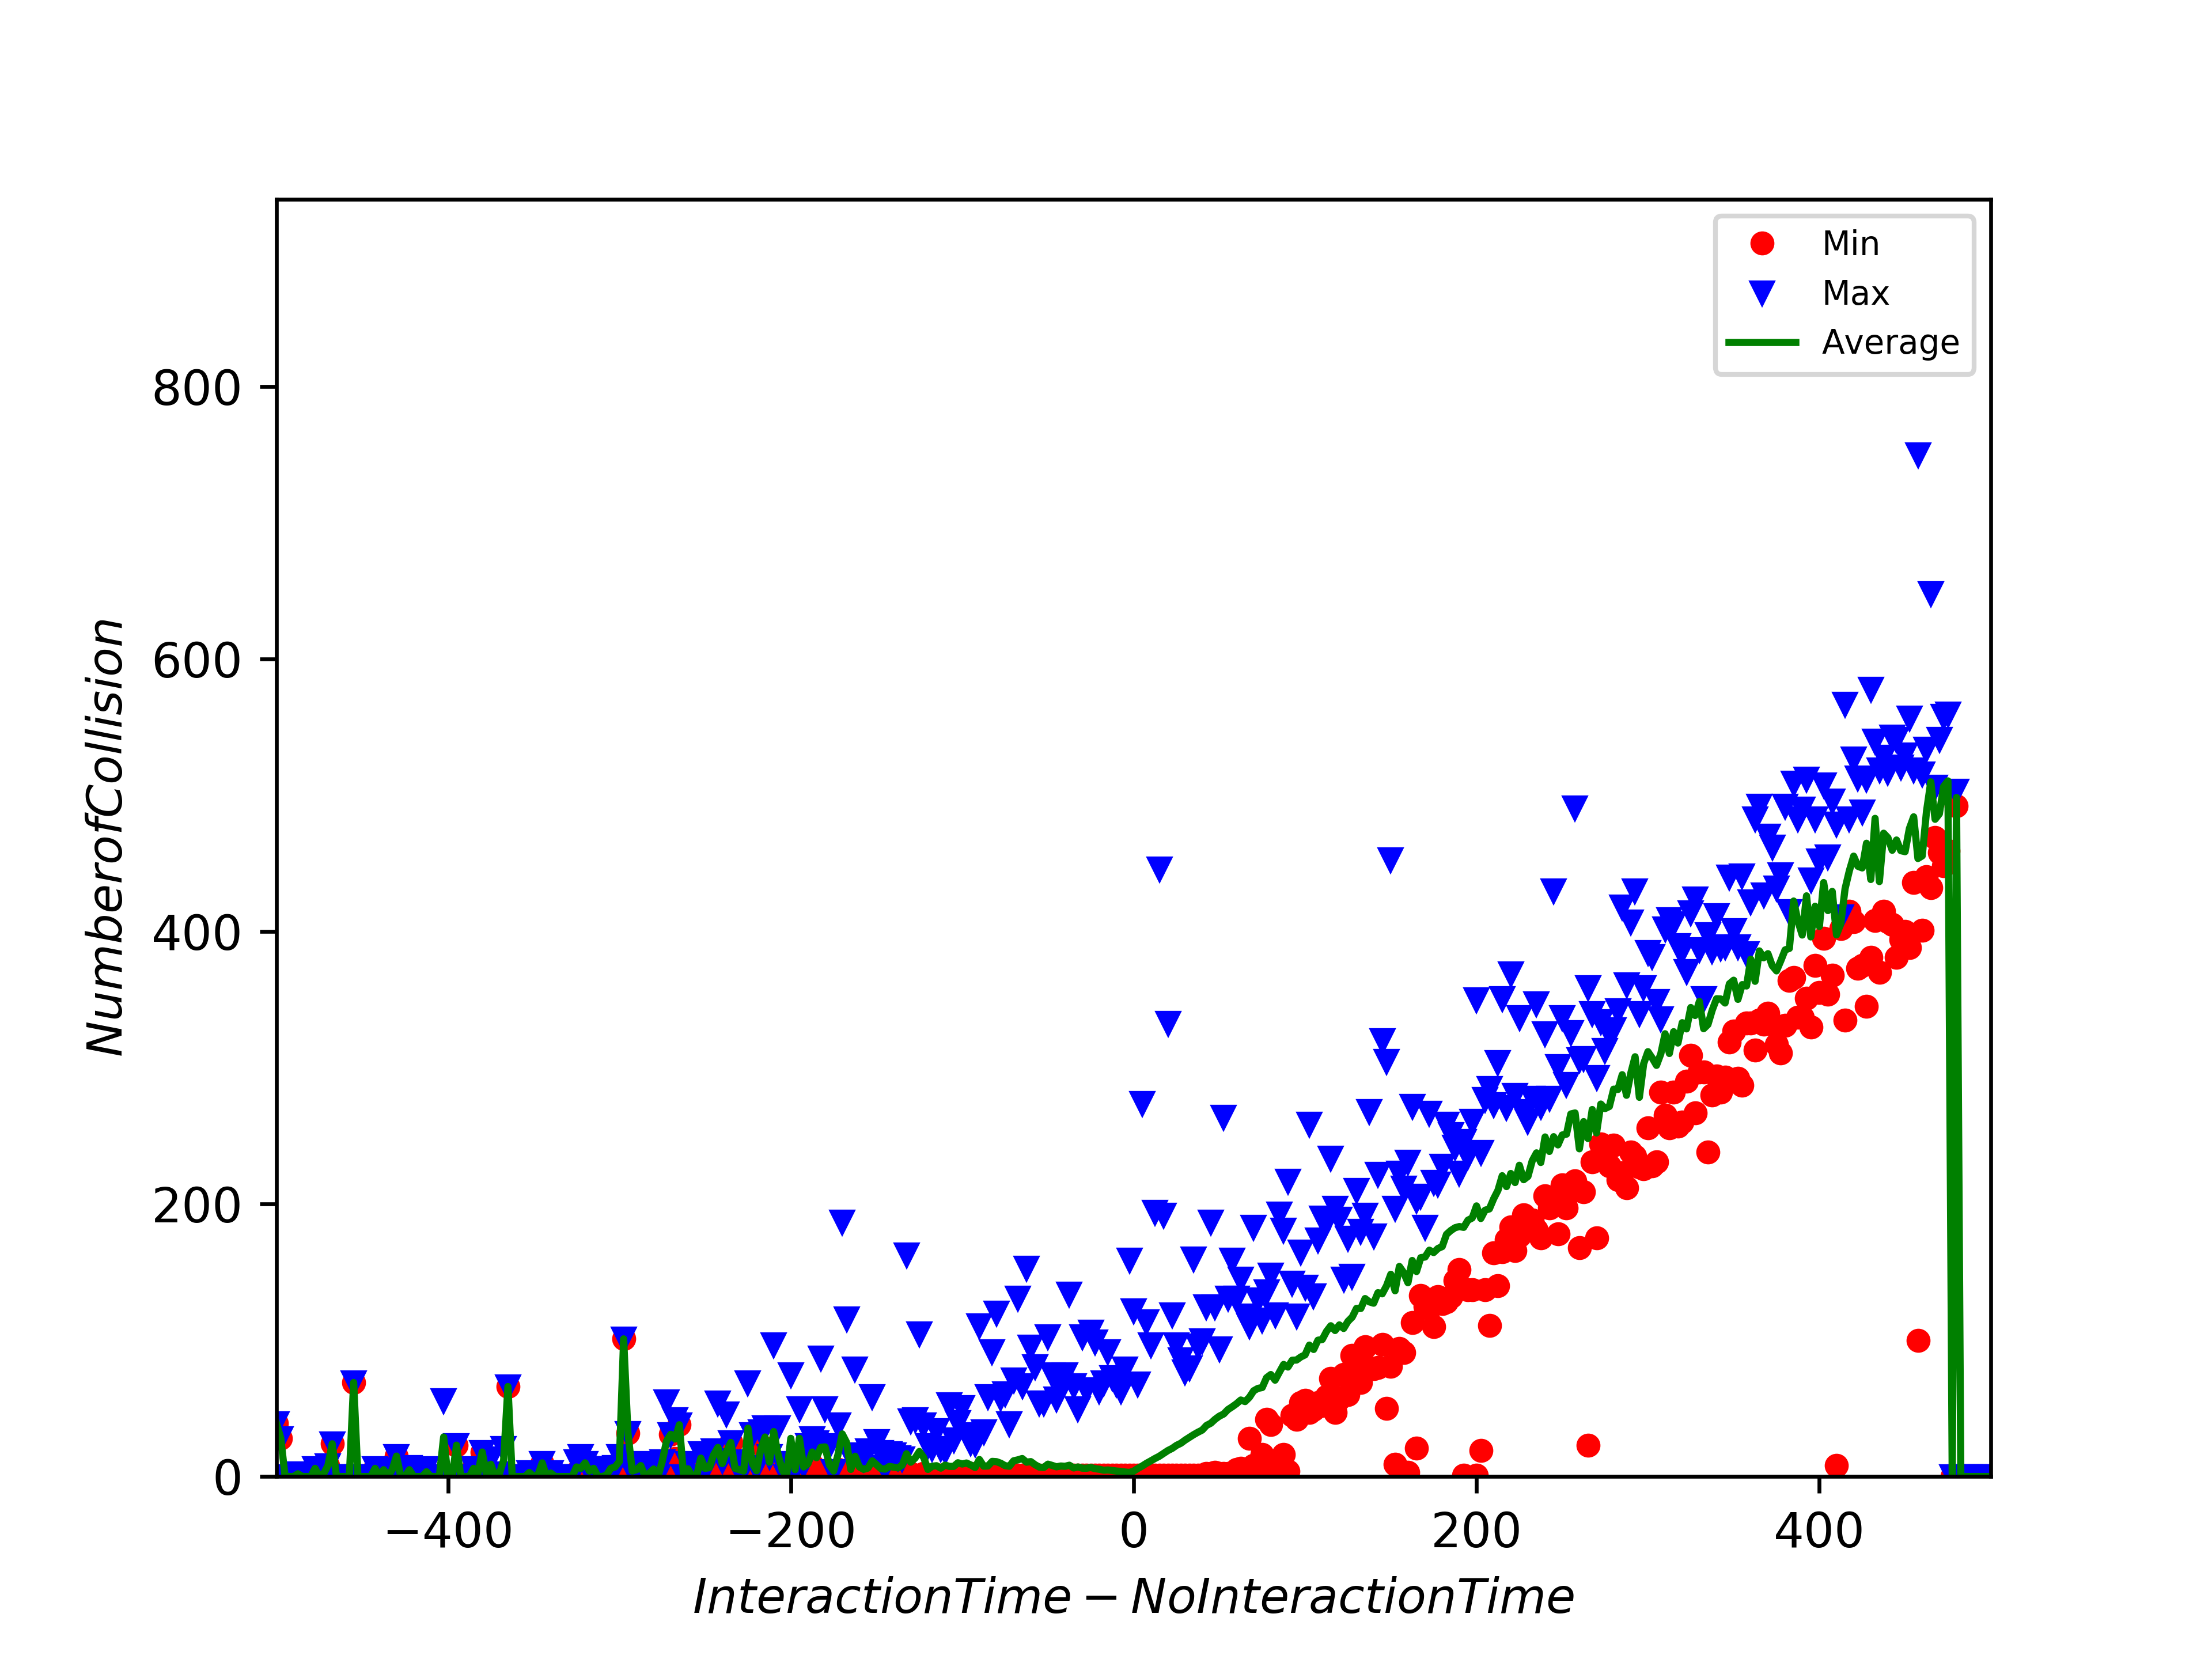 Min
Max
Average
800
600
400
200
0
NumberofCollision
−400 −200 0 200 400
InteractionTime − NoInteractionTime